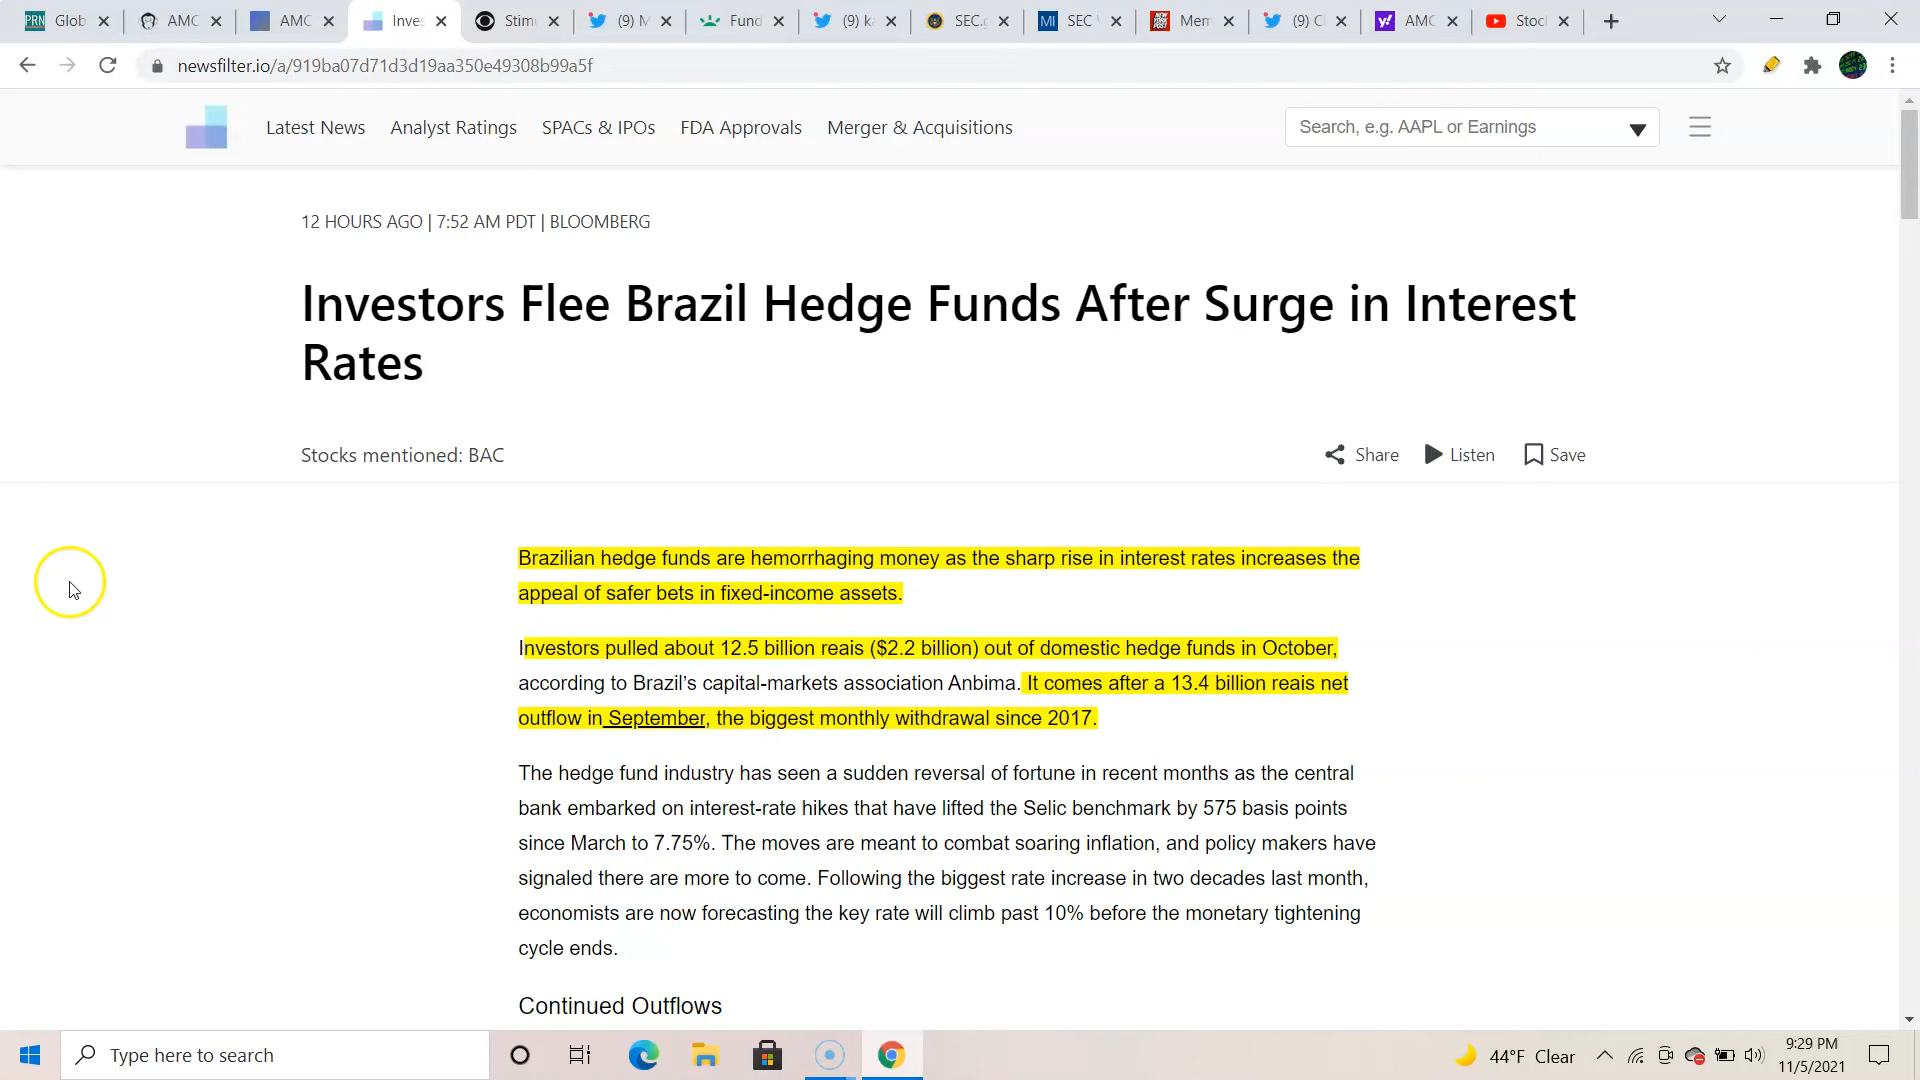 Glob
AMC
AMC
Inves
Stim
(9) M
Fund
(9) ka
SEC.g
MI
SEC
NEW YORK POST
Mem
(9) C
y!
AMC
Stoc
PRN
newsfilter.io/a/919ba07d71d3d19aa350e49308b99a5f
Latest News
Analyst Ratings
SPACs & IPOs
FDA Approvals
Merger & Acquisitions
Search, e.g. AAPL or Earnings
12 HOURS AGO | 7:52 AM PDT | BLOOMBERG
Investors Flee Brazil Hedge Funds After Surge in Interest
Rates
Stocks mentioned: BAC
Share
Listen
Save
Brazilian hedge funds are hemorrhaging money as the sharp rise in interest rates increases the
appeal of safer bets in fixed-income assets.
Investors pulled about 12.5 billion reais ($2.2 billion) out of domestic hedge funds in October,
according to Brazil’s capital-markets association Anbima. It comes after a 13.4 billion reais net
outflow in September, the biggest monthly withdrawal since 2017.
The hedge fund industry has seen a sudden reversal of fortune in recent months as the central
bank embarked on interest-rate hikes that have lifted the Selic benchmark by 575 basis points
since March to 7.75%. The moves are meant to combat soaring inflation, and policy makers have
signaled there are more to come. Following the biggest rate increase in two decades last month,
economists are now forecasting the key rate will climb past 10% before the monetary tightening
cycle ends.
Continued Outflows
Type here to search
44°F Clear
9:29 PM
11/5/2021